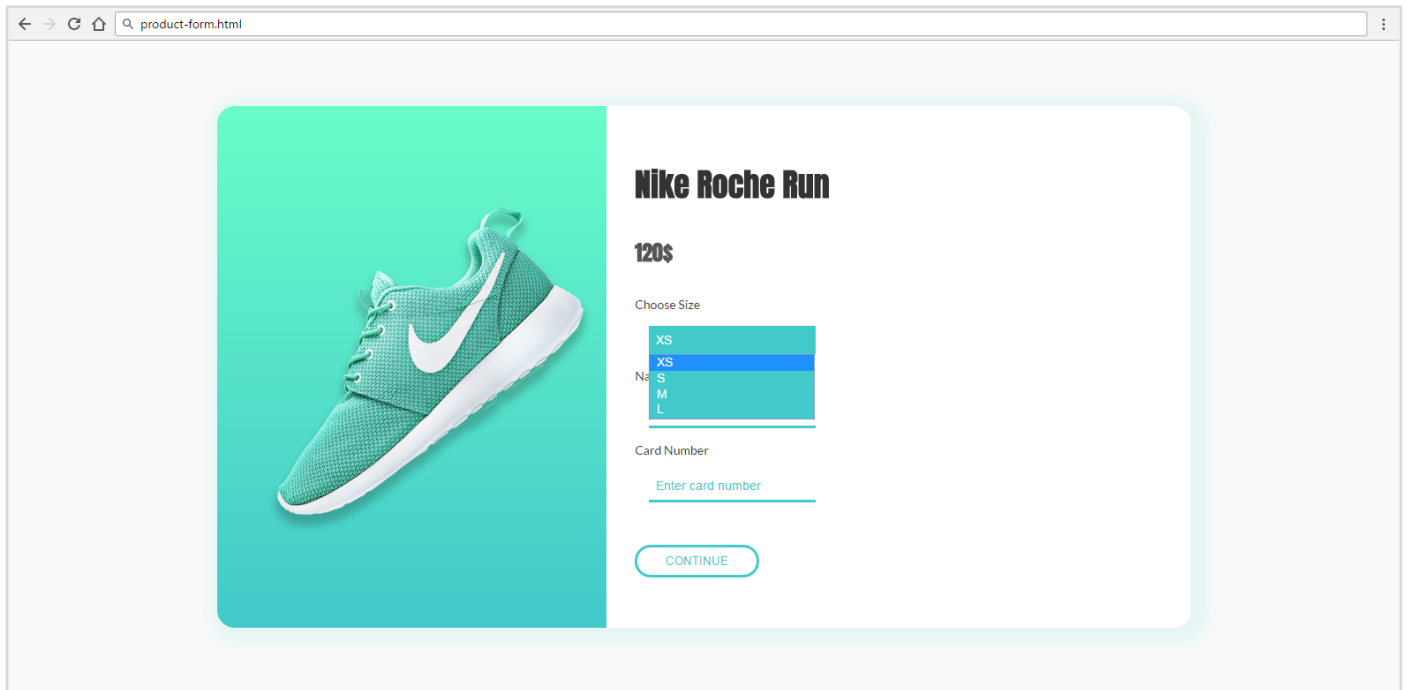 product-form.html
Nike Roche Run
120$
Choose Size
XS
XS
S
M
L
Card Number
Enter card number
CONTINUE